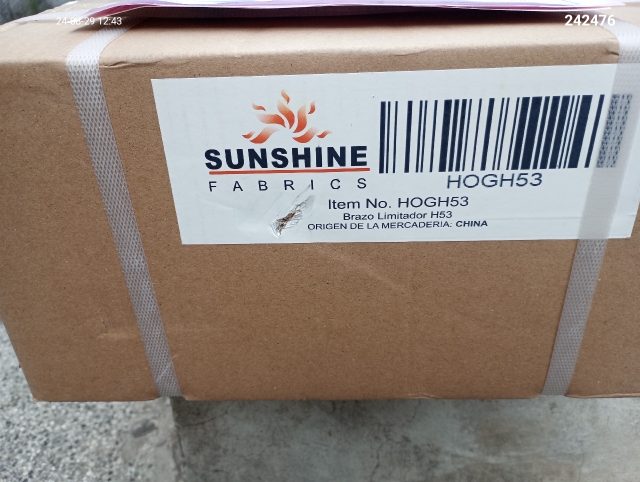 24-08-29 12:43
242476
SUNSHINE
FABRICS
HOGH53
Item No. HOGH53
Brazo Limitador H53
ORIGEN DE LA MERCADERIA: CHINA